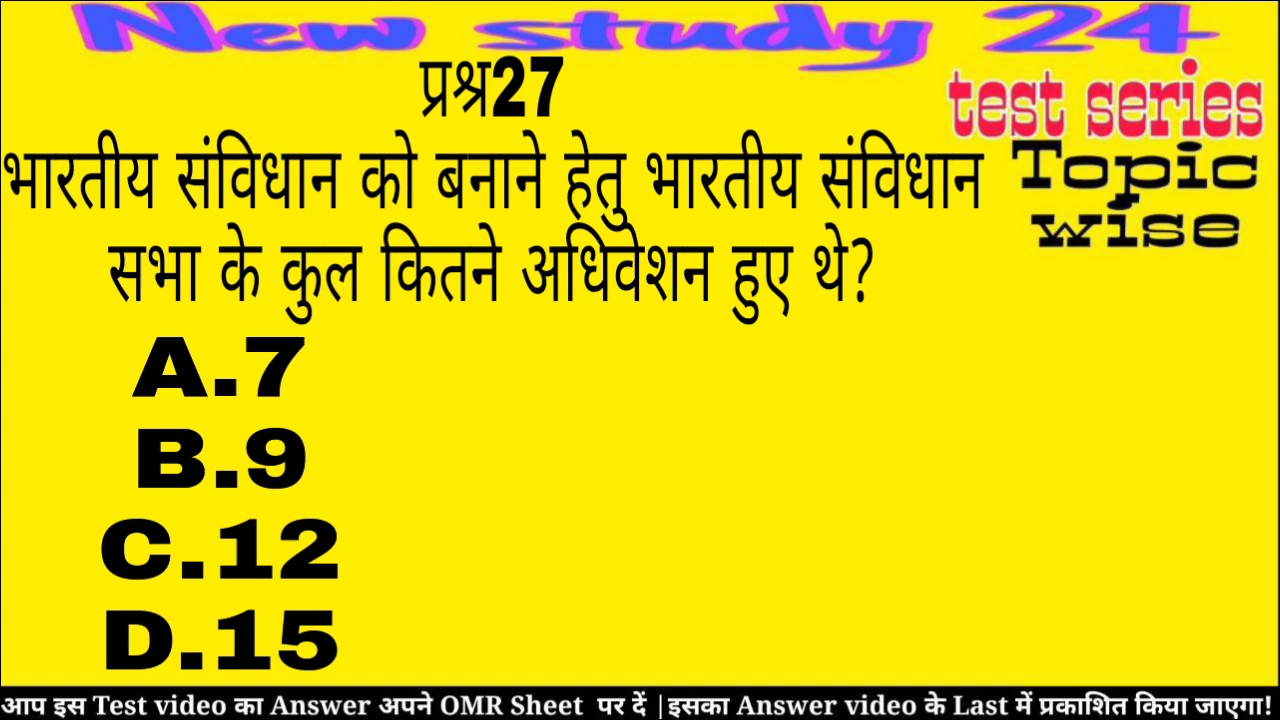 New study 24
प्रश्न27
test series
Topic
wise
भारतीय संविधान को बनाने हेतु भारतीय संविधान
सभा के कुल कितने अधिवेशन हुए थे?
A.7
B.9
C.12
D.15
आप इस Test video का Answer अपने OMR Sheet पर दें |इसका Answer video के Last में प्रकाशित किया जाएगा!